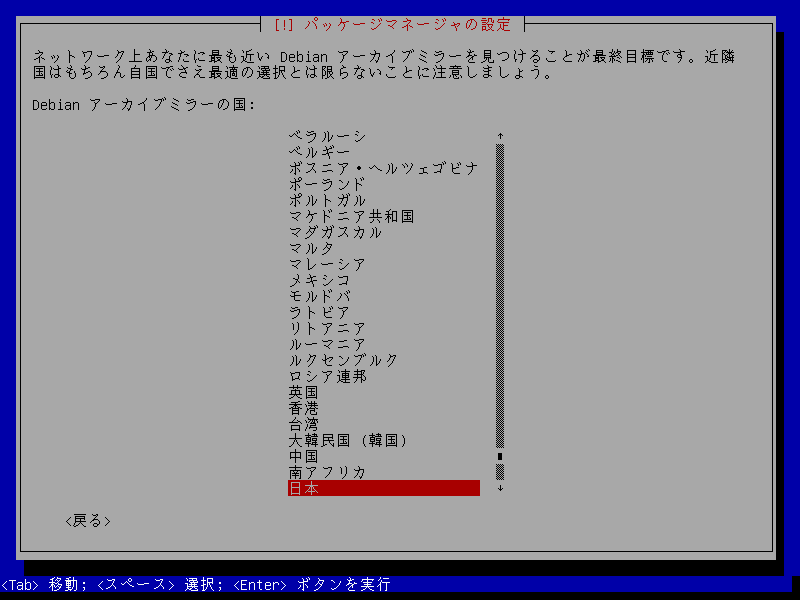 [!] パッケージマネージャの設定
ネットワーク上あなたに最も近い Debian アーカイブミラーを見つけることが最終目標です。近隣
国はもちろん自国でさえ最適の選択とは限らないことに注意しましょう。
Debian アーカイブミラーの国:
ベラルーシ
ベルギー
ボスニア・ヘルツェゴビナ
ポーランド
ポルトガル
マケドニア共和国
マダガスカル
マルタ
マレーシア
メキシコ
モルドバ
ラトビア
リトアニア
ルーマニア
ルクセンブルク
ロシア連邦
英国
香港
台湾
大韓民国 (韓国)
中国
南アフリカ
日本
<戻る>
<Tab> 移動; <スペース> 選択; <Enter> ボタンを実行